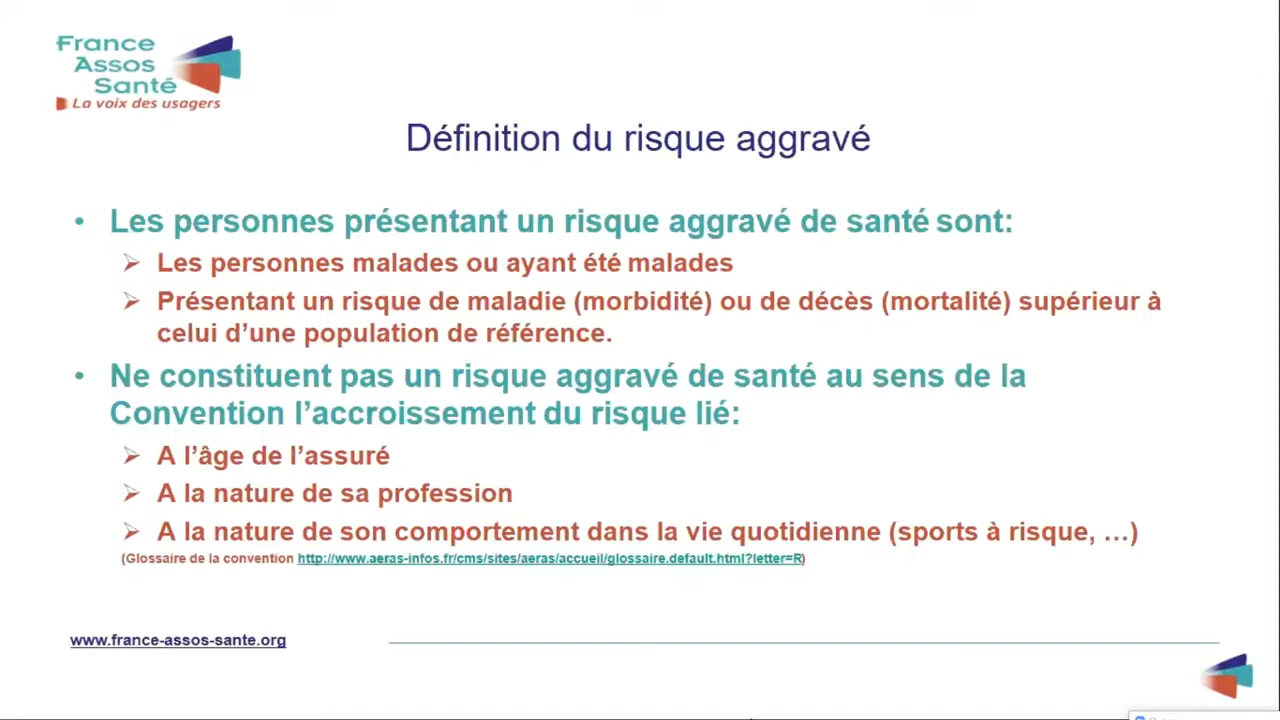 France
Assos
Santé
La voix des usagers
Définition du risque aggravé
• Les personnes présentant un risque aggravé de santé sont:
➢ Les personnes malades ou ayant été malades
➢ Présentant un risque de maladie (morbidité) ou de décès (mortalité) supérieur à
celui d’une population de référence.
• Ne constituent pas un risque aggravé de santé au sens de la
Convention l’accroissement du risque lié:
➢ A l’âge de l’assuré
➢ A la nature de sa profession
➢ A la nature de son comportement dans la vie quotidienne (sports à risque, …)
(Glossaire de la convention http://www.aeras-infos.fr/cms/sites/aeras/accueil/glossaire.default.html?letter=R)
www.france-assos-sante.org